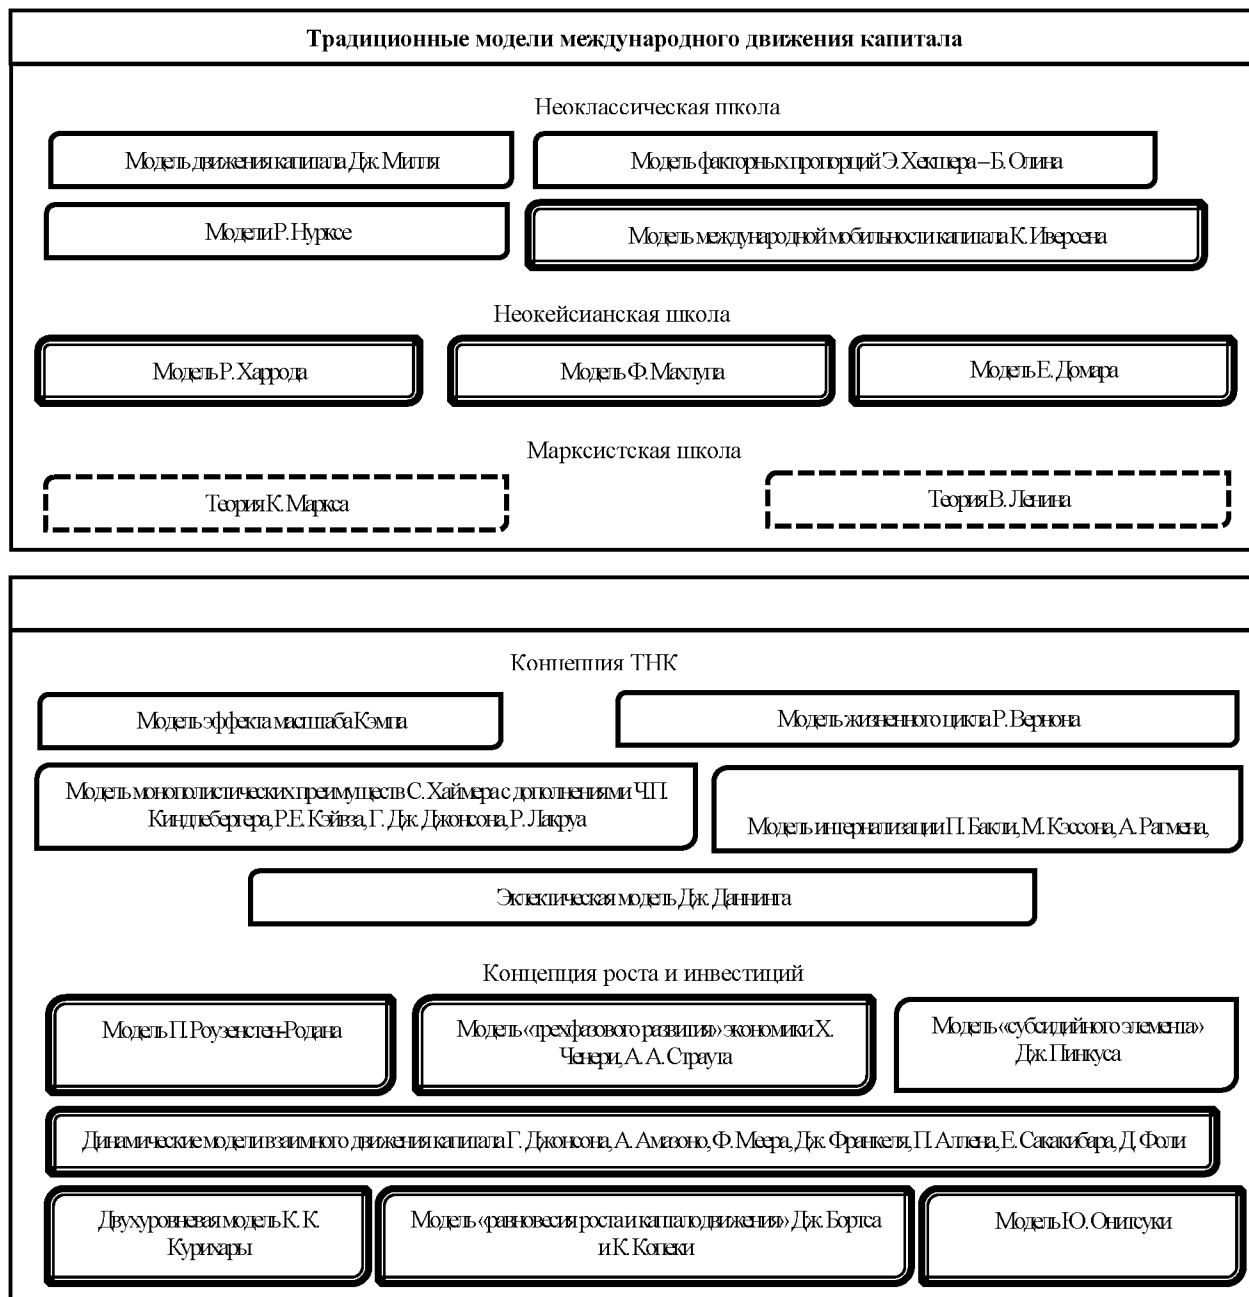 Традиционные модели международного движения капитала
Неоклассическая школа
Модель движения капитала Дж. Милля
Модель факторных пропорций Э. Хекшера – Б. Олина
Модели Р. Нурксе
Модель международной мобильности капитала К. Иверсена
Неокейсианская школа
Модель Р. Харрода
Модель Ф. Махлупа
Модель Е. Домара
Марксистская школа
Теория К. Маркса
Теория В. Ленина
Концепция ТНК
Модель эффекта масштаба Кэмпа
Модель жизненного цикла Р. Вернона
Модель монополистических преимуществ С. Хаймера с дополнениями Ч.П.
Киндлебергера, Р.Е. Кэйвза, Г. Дж. Джонсона, Р. Лакруа
Модель интернализации П. Бакли, М. Кэссона, А. Рагмена,
Эклектическая модель Дж. Даннинга
Концепция роста и инвестиций
Модель П. Роузенстен-Родана
Модель «трехфазового развития» экономики Х.
Ченери, А. А. Страута
Модель «субсидийного элемента»
Дж. Пинкуса
Динамические модели взаимного движения капитала Г. Джонсона, А. Амазоно, Ф. Меера, Дж. Франкеля, П. Аллена, Е. Сакакибара, Д. Фоли
Двухуровневая модель К. К.
Курихары
Модель «равновесия роста и капталодвижения» Дж. Бортса
и К. Копеки
Модель Ю. Онитсуки